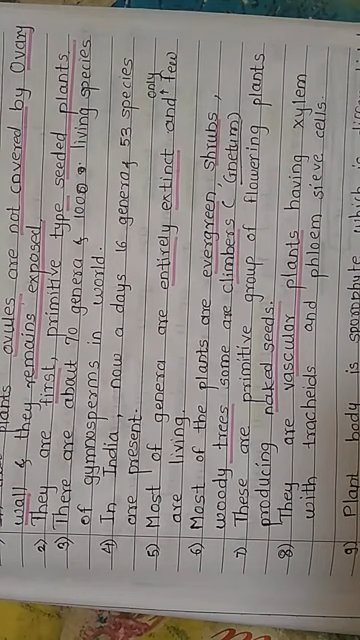 plants ovules are not covered by Ovary
wall & they remains exposed.
2) They are first, primitive type seeded plants.
3) There are about 70 genera & 1000 living species
of gymnosperms in world.
4) In India, now a days 16 genera & 53 species
are present.
5) Most of genera are entirely extinct and only few
are living.
6) Most of the plants are evergreen shrubs,
woody trees, some are climbers (Gnetum)
7) These are primitive group of flowering plants
producing naked seeds.
8) They are vascular plants having xylem
with tracheids and phloem sieve cells.
9) Plant body is sporophyte which is